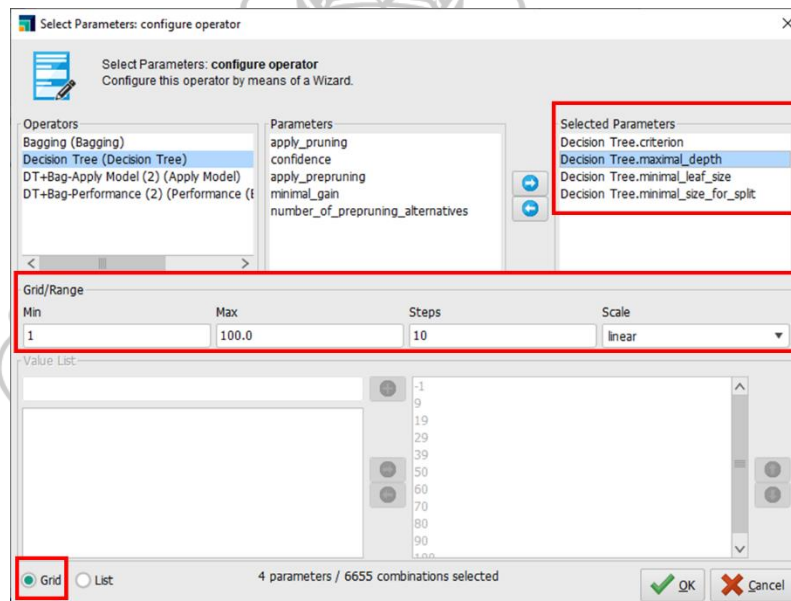 Select Parameters: configure operator
Select Parameters: configure operator
Configure this operator by means of a Wizard.
Operators
Bagging (Bagging)
Decision Tree (Decision Tree)
DT+Bag-Apply Model (2) (Apply Model)
DT+Bag-Performance (2) (Performance (
Parameters
apply_pruning
confidence
apply_prepruning
minimal_gain
number_of_prepruning_alternatives
Selected Parameters
Decision Tree.criterion
Decision Tree.maximal_depth
Decision Tree.minimal_leaf_size
Decision Tree.minimal_size_for_split
Grid/Range
Min Max Steps Scale
1 100.0 10 linear
Value List
-1
9
19
29
39
50
60
70
80
90
100
Grid List 4 parameters / 6655 combinations selected OK Cancel